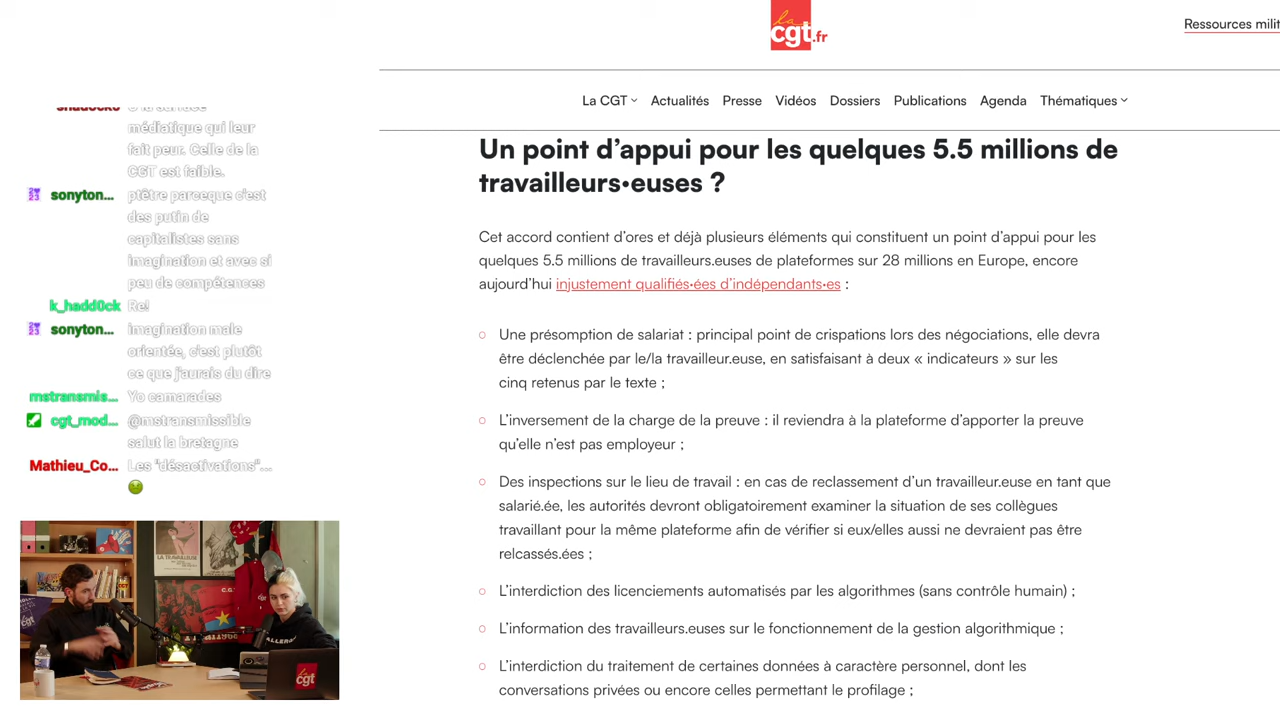 la
cgt.fr
Ressources milit
La CGT
Actualités
Presse
Vidéos
Dossiers
Publications
Agenda
Thématiques
médiatique qui leur
fait peur. Celle de la
CGT est faible.
sonyton... ptêtre parceque c'est
des putin de
capitalistes sans
imagination et avec si
peu de compétences
k_hadd0ck Re!
sonyton... imagination male
orientée, c'est plutôt
ce que j'aurais du dire
mstransmis... Yo camarades
cgt_mod... @mstransmissible
salut la bretagne
Mathieu_Co... Les "désactivations"...
Un point d'appui pour les quelques 5.5 millions de
travailleurs·euses ?
Cet accord contient d'ores et déjà plusieurs éléments qui constituent un point d'appui pour les
quelques 5.5 millions de travailleurs.euses de plateformes sur 28 millions en Europe, encore
aujourd'hui injustement qualifiés·ées d'indépendants·es :
Une présomption de salariat : principal point de crispations lors des négociations, elle devra
être déclenchée par le/la travailleur.euse, en satisfaisant à deux « indicateurs » sur les
cinq retenus par le texte ;
L'inversement de la charge de la preuve : il reviendra à la plateforme d'apporter la preuve
qu'elle n'est pas employeur ;
Des inspections sur le lieu de travail : en cas de reclassement d'un travailleur.euse en tant que
salarié.ée, les autorités devront obligatoirement examiner la situation de ses collègues
travaillant pour la même plateforme afin de vérifier si eux/elles aussi ne devraient pas être
relcassés.ées ;
L'interdiction des licenciements automatisés par les algorithmes (sans contrôle humain) ;
L'information des travailleurs.euses sur le fonctionnement de la gestion algorithmique ;
L'interdiction du traitement de certaines données à caractère personnel, dont les
conversations privées ou encore celles permettant le profilage ;
LA TRAVAILLEUSE
cgt